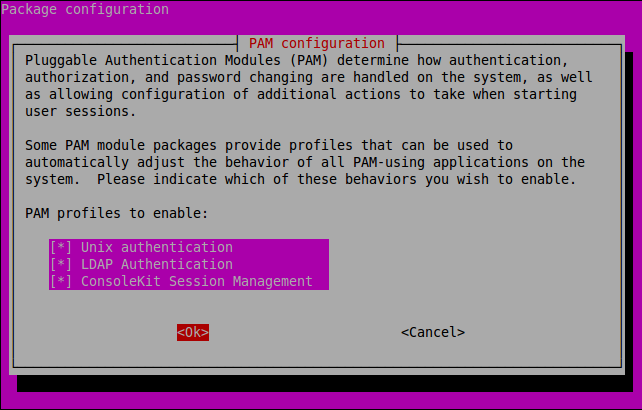 Package configuration
PAM configuration
Pluggable Authentication Modules (PAM) determine how authentication,
authorization, and password changing are handled on the system, as well
as allowing configuration of additional actions to take when starting
user sessions.
Some PAM module packages provide profiles that can be used to
automatically adjust the behavior of all PAM-using applications on the
system.  Please indicate which of these behaviors you wish to enable.
PAM profiles to enable:
[*] Unix authentication
[*] LDAP Authentication
[*] ConsoleKit Session Management
<Ok> <Cancel>